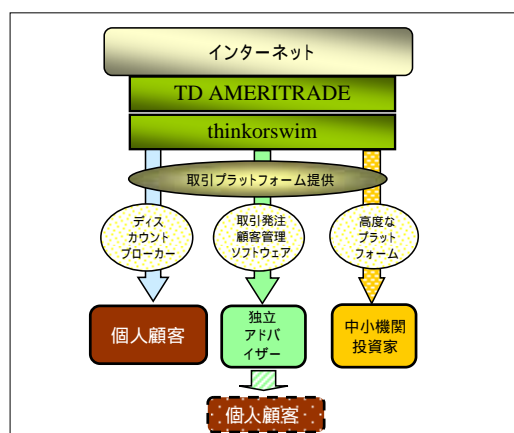 インターネット
TD AMERITRADE
thinkorswim
取引プラットフォーム提供
ディス
カウント
ブローカー
取引発注
顧客管理
ソフトウェア
高度な
プラット
フォーム
個人顧客
独立
アドバ
イザー
中小機関
投資家
個人顧客